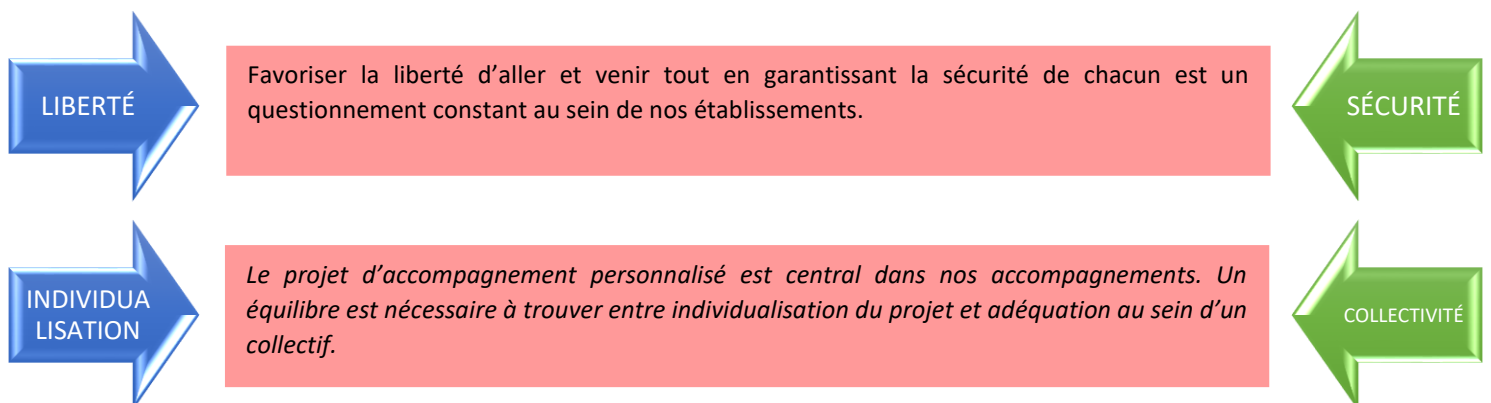 LIBERTÉ
Favoriser la liberté d’aller et venir tout en garantissant la sécurité de chacun est un
questionnement constant au sein de nos établissements.
SÉCURITÉ
INDIVIDUA
LISATION
Le projet d’accompagnement personnalisé est central dans nos accompagnements. Un
équilibre est nécessaire à trouver entre individualisation du projet et adéquation au sein d’un
collectif.
COLLECTIVITÉ